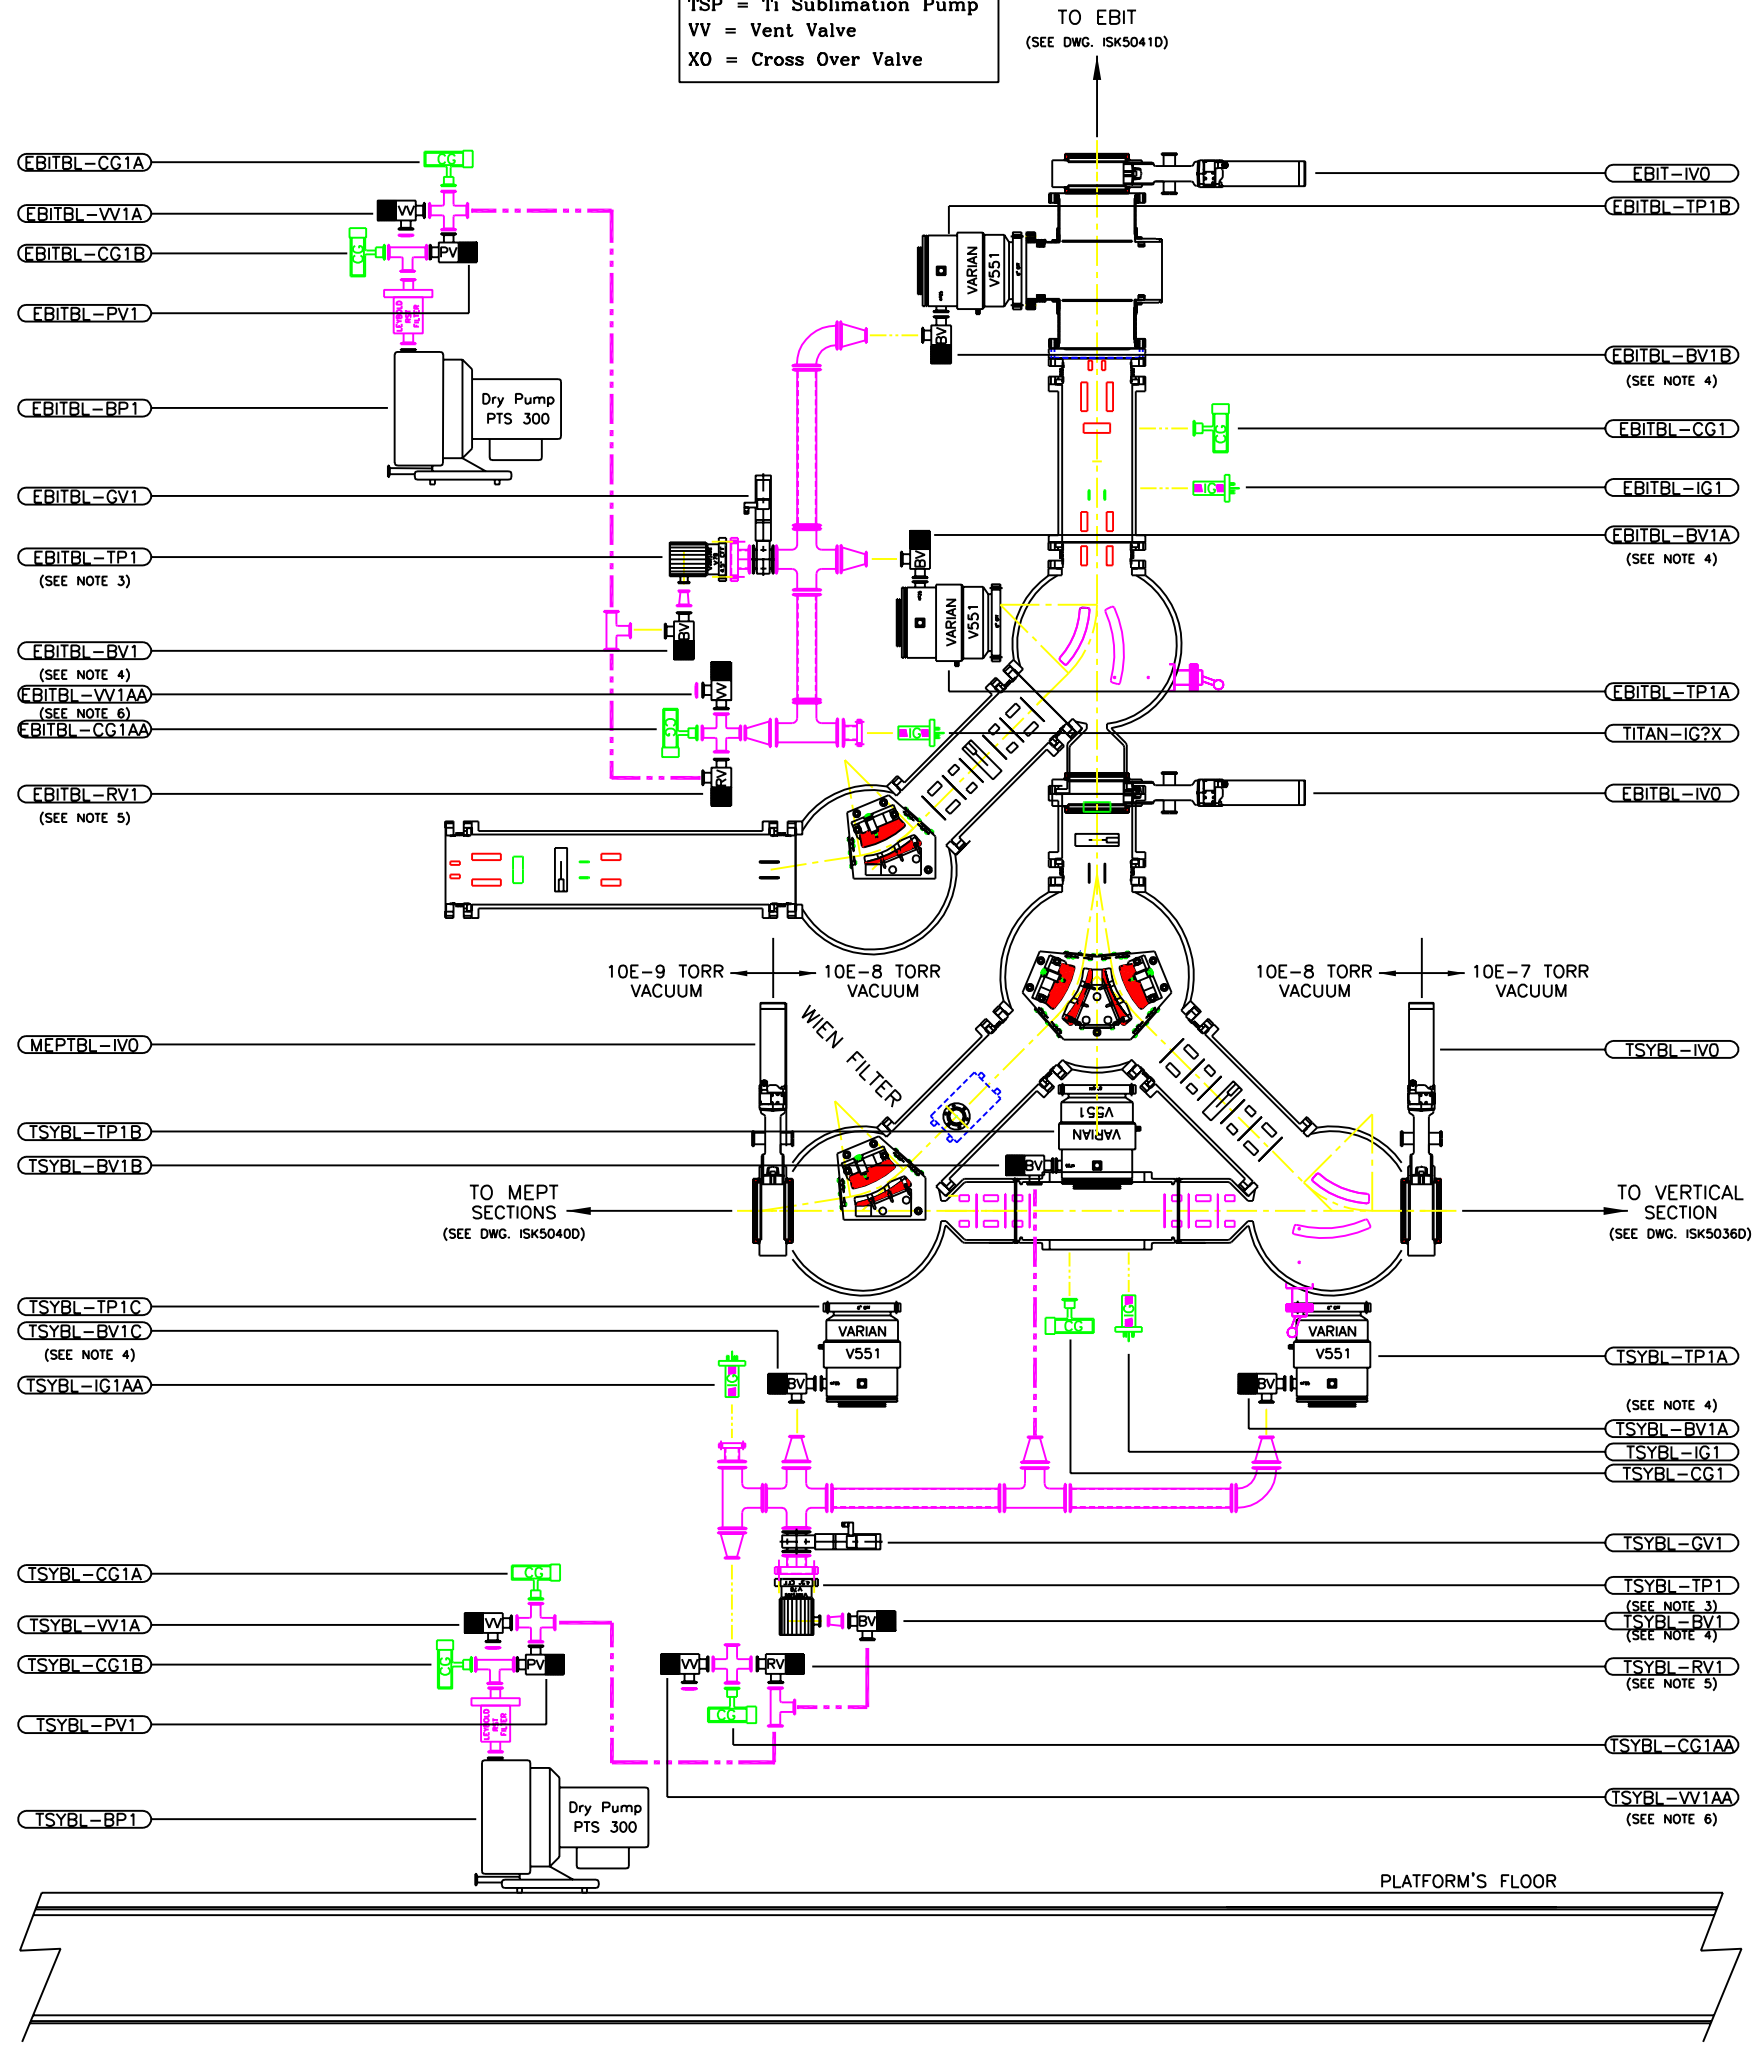 TSP = Ti Sublimation Pump
VV = Vent Valve
XO = Cross Over Valve
TO EBIT
(SEE DWG. ISK5041D)
EBITBL-CG1A
EBITBL-VV1A
EBITBL-CG1B
EBITBL-PV1
EBITBL-BP1
EBITBL-GV1
EBITBL-TP1
(SEE NOTE 3)
EBITBL-BV1
(SEE NOTE 4)
EBITBL-VV1AA
(SEE NOTE 6)
EBITBL-CG1AA
EBITBL-RV1
(SEE NOTE 5)
CG
VV
CG
PV
LEYBOLD
RST
FILTER
Dry Pump
PTS 300
BV
VV
CG
RV
IG
VARIAN
V551
BV
BV
VARIAN
V551
CG
IG
EBIT-IV0
EBITBL-TP1B
EBITBL-BV1B
(SEE NOTE 4)
EBITBL-CG1
EBITBL-IG1
EBITBL-BV1A
(SEE NOTE 4)
EBITBL-TP1A
TITAN-IG?X
EBITBL-IV0
10E-9 TORR
VACUUM
10E-8 TORR
VACUUM
10E-8 TORR
VACUUM
10E-7 TORR
VACUUM
WIEN FILTER
MEPTBL-IV0
TSYBL-TP1B
TSYBL-BV1B
TO MEPT
SECTIONS
(SEE DWG. ISK5040D)
V551
VARIAN
BV
TSYBL-IV0
TO VERTICAL
SECTION
(SEE DWG. ISK5036D)
TSYBL-TP1C
TSYBL-BV1C
(SEE NOTE 4)
TSYBL-IG1AA
IG
BV
VARIAN
V551
CG
IG
BV
VARIAN
V551
TSYBL-TP1A
(SEE NOTE 4)
TSYBL-BV1A
TSYBL-IG1
TSYBL-CG1
TSYBL-GV1
TSYBL-TP1
(SEE NOTE 3)
TSYBL-BV1
(SEE NOTE 4)
TSYBL-RV1
(SEE NOTE 5)
TSYBL-CG1AA
TSYBL-VV1AA
(SEE NOTE 6)
TSYBL-CG1A
TSYBL-VV1A
TSYBL-CG1B
TSYBL-PV1
TSYBL-BP1
CG
VV
CG
PV
LEYBOLD
RST
FILTER
Dry Pump
PTS 300
BV
VV
RV
CG
PLATFORM'S FLOOR